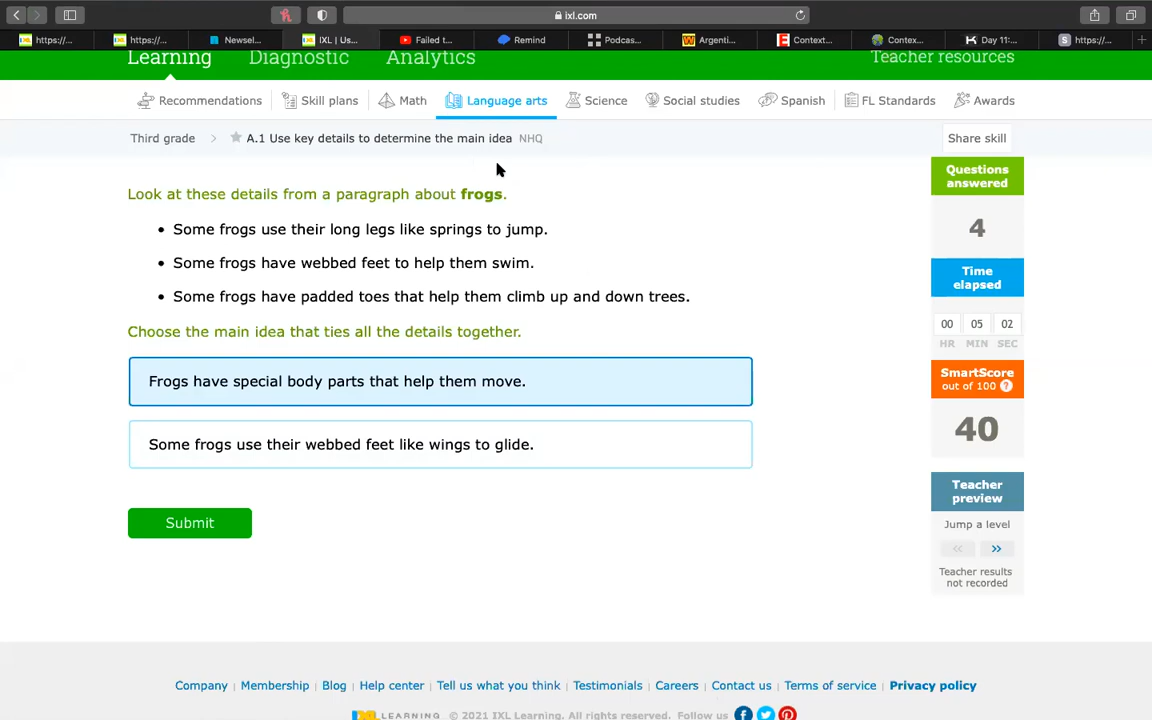 ixl.com
https://...
https://...
Newsel...
IXL | Us...
Failed t...
Remind
Podcas...
Argenti...
Context...
Contex...
Day 11:...
https://...
Learning
Diagnostic
Analytics
Teacher resources
Recommendations
Skill plans
Math
Language arts
Science
Social studies
Spanish
FL Standards
Awards
Third grade > A.1 Use key details to determine the main idea NHQ
Share skill
Look at these details from a paragraph about frogs.
• Some frogs use their long legs like springs to jump.
• Some frogs have webbed feet to help them swim.
• Some frogs have padded toes that help them climb up and down trees.
Choose the main idea that ties all the details together.
Frogs have special body parts that help them move.
Some frogs use their webbed feet like wings to glide.
Submit
Questions
answered
4
Time
elapsed
00 05 02
HR MIN SEC
SmartScore
out of 100 ?
40
Teacher
preview
Jump a level
<< >>
Teacher results
not recorded
Company | Membership | Blog | Help center | Tell us what you think | Testimonials | Careers | Contact us | Terms of service | Privacy policy
IXL LEARNING © 2021 IXL Learning. All rights reserved. Follow us